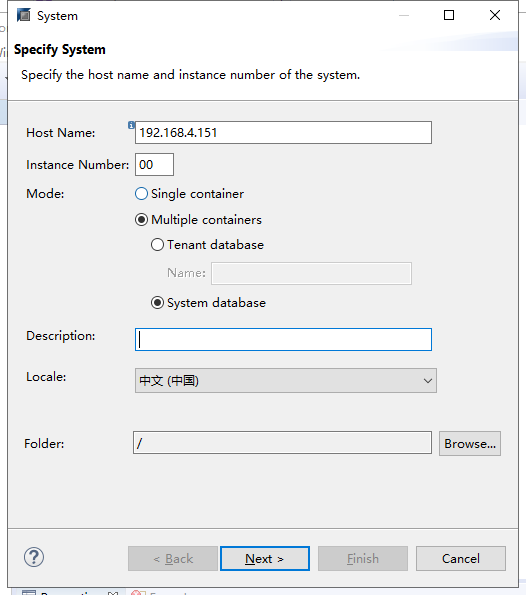 System
Specify System
Specify the host name and instance number of the system.
Host Name: 192.168.4.151
Instance Number: 00
Mode: Single container
Multiple containers
Tenant database
Name:
System database
Description:
Locale: 中文 (中国)
Folder: / Browse...
< Back Next > Finish Cancel